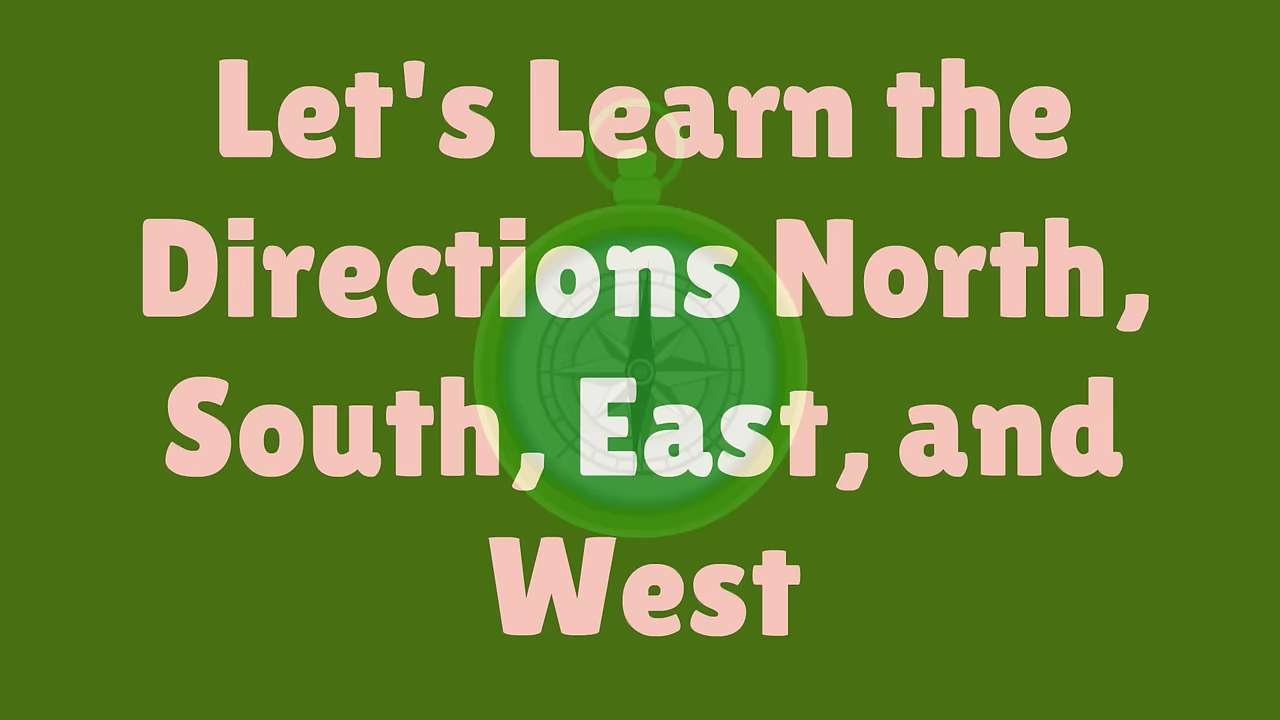 Let's Learn the
Directions North,
South, East, and
West